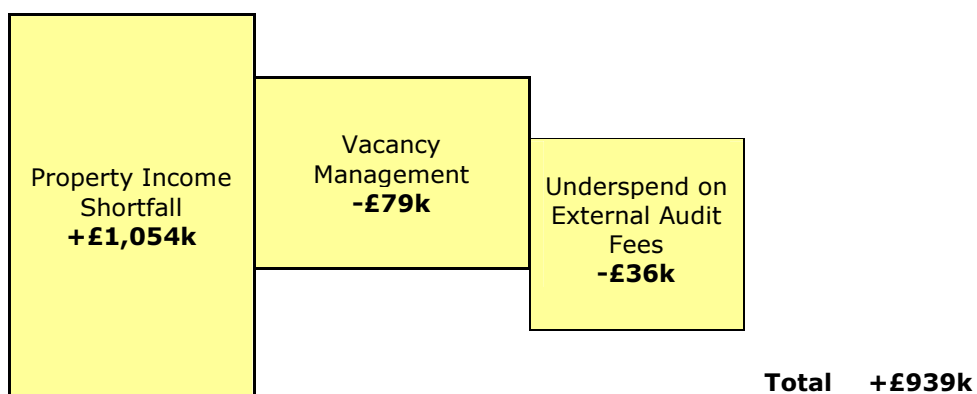 Property Income
Shortfall
+£1,054k
Vacancy
Management
-£79k
Underspend on
External Audit
Fees
-£36k
Total +£939k